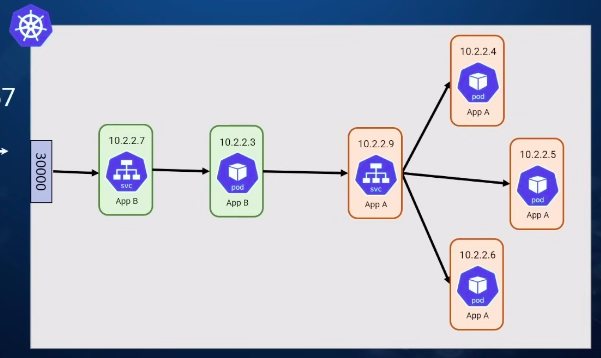 7
30000
10.2.2.7
svc
App B
10.2.2.3
pod
App B
10.2.2.9
svc
App A
10.2.2.4
pod
App A
10.2.2.5
pod
App A
10.2.2.6
pod
App A